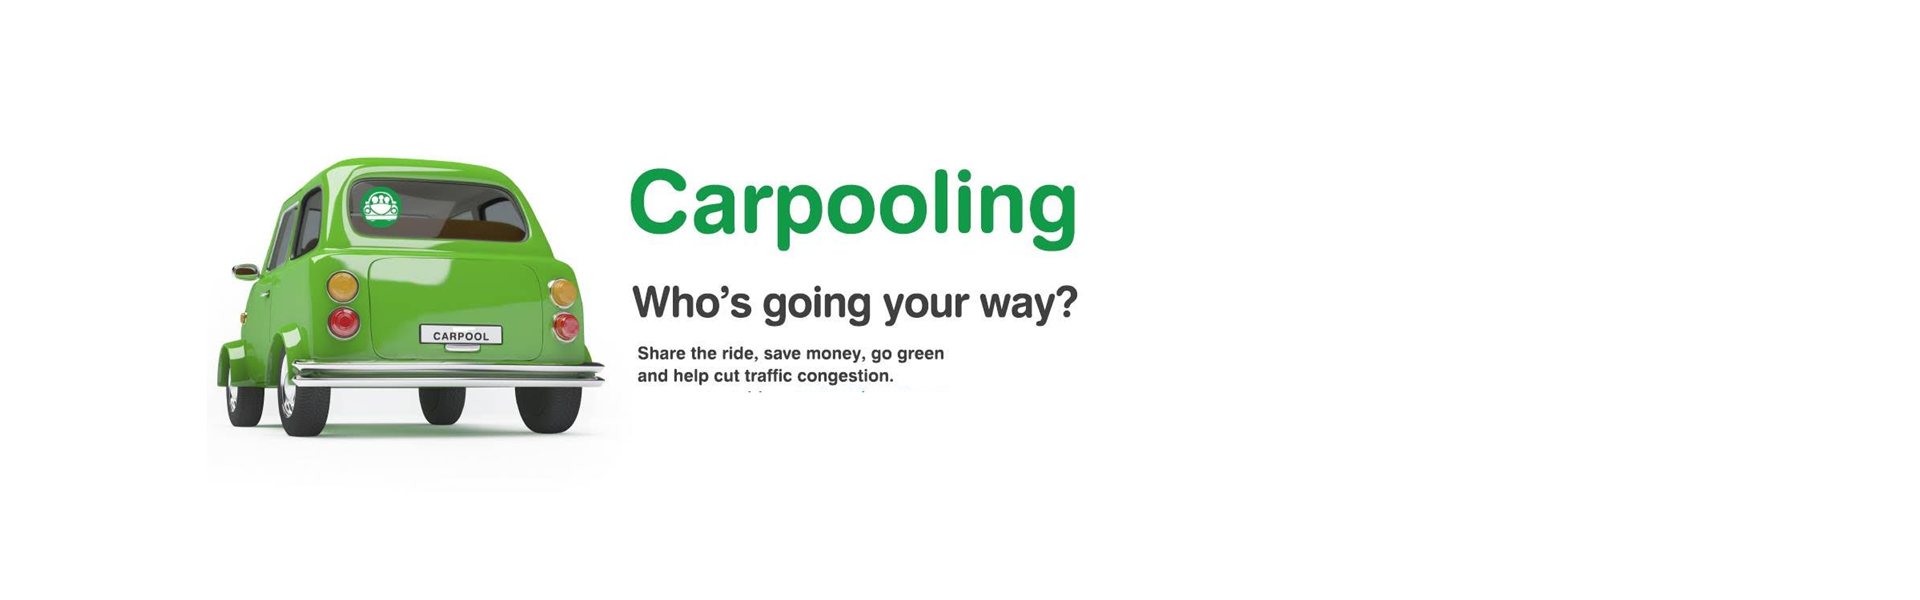 Carpooling
Who’s going your way?
Share the ride, save money, go green
and help cut traffic congestion.
CARPOOL